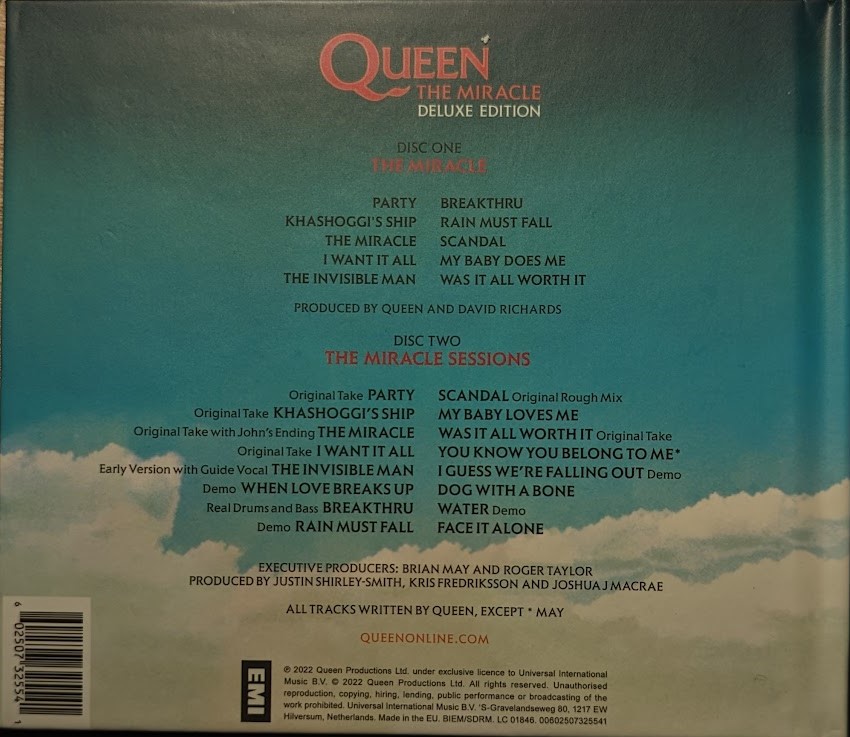 QUEEN
THE MIRACLE
DELUXE EDITION
DISC ONE
THE MIRACLE
PARTY
KHASHOGGI'S SHIP
THE MIRACLE
I WANT IT ALL
THE INVISIBLE MAN
BREAKTHRU
RAIN MUST FALL
SCANDAL
MY BABY DOES ME
WAS IT ALL WORTH IT
PRODUCED BY QUEEN AND DAVID RICHARDS
DISC TWO
THE MIRACLE SESSIONS
Original Take PARTY
Original Take KHASHOGGI'S SHIP
Original Take with John's Ending THE MIRACLE
Original Take I WANT IT ALL
Early Version with Guide Vocal THE INVISIBLE MAN
Demo WHEN LOVE BREAKS UP
Real Drums and Bass BREAKTHRU
Demo RAIN MUST FALL
SCANDAL Original Rough Mix
MY BABY LOVES ME
WAS IT ALL WORTH IT Original Take
YOU KNOW YOU BELONG TO ME*
I GUESS WE'RE FALLING OUT Demo
DOG WITH A BONE
WATER Demo
FACE IT ALONE
EXECUTIVE PRODUCERS: BRIAN MAY AND ROGER TAYLOR
PRODUCED BY JUSTIN SHIRLEY-SMITH, KRIS FREDRIKSSON AND JOSHUA J MACRAE
ALL TRACKS WRITTEN BY QUEEN, EXCEPT * MAY
QUEENONLINE.COM
6 02507 32554 1
EMI
℗ 2022 Queen Productions Ltd. under exclusive licence to Universal International
Music B.V. © 2022 Queen Productions Ltd. All rights reserved. Unauthorised
reproduction, copying, hiring, lending, public performance or broadcasting of the
work prohibited. Universal International Music B.V. 'S-Gravelandseweg 80, 1217 EW
Hilversum, Netherlands. Made in the EU. BIEM/SDRM. LC 01846. 00602507325541